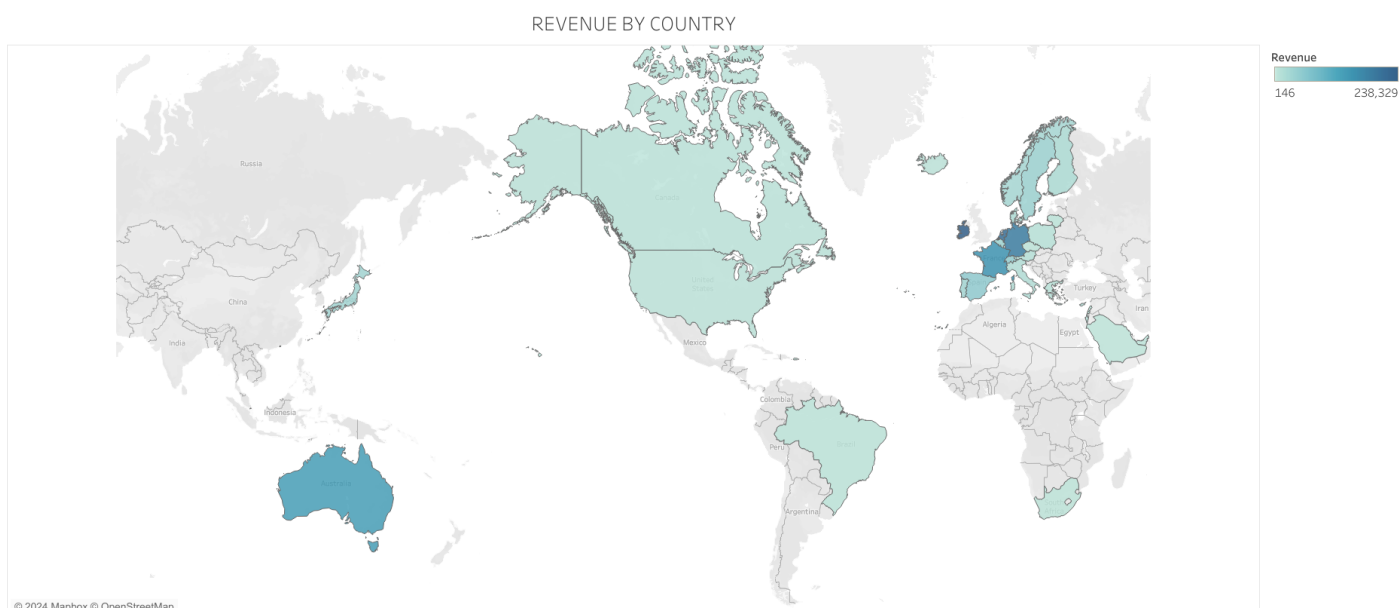 REVENUE BY COUNTRY
Revenue
146 238,329
Russia
Canada
United
States
China
Turkey
Iran
Algeria
Egypt
India
Mexico
Colombia
Indonesia
Brazil
Peru
Australia
Argentina
© 2024 Mapbox © OpenStreetMap